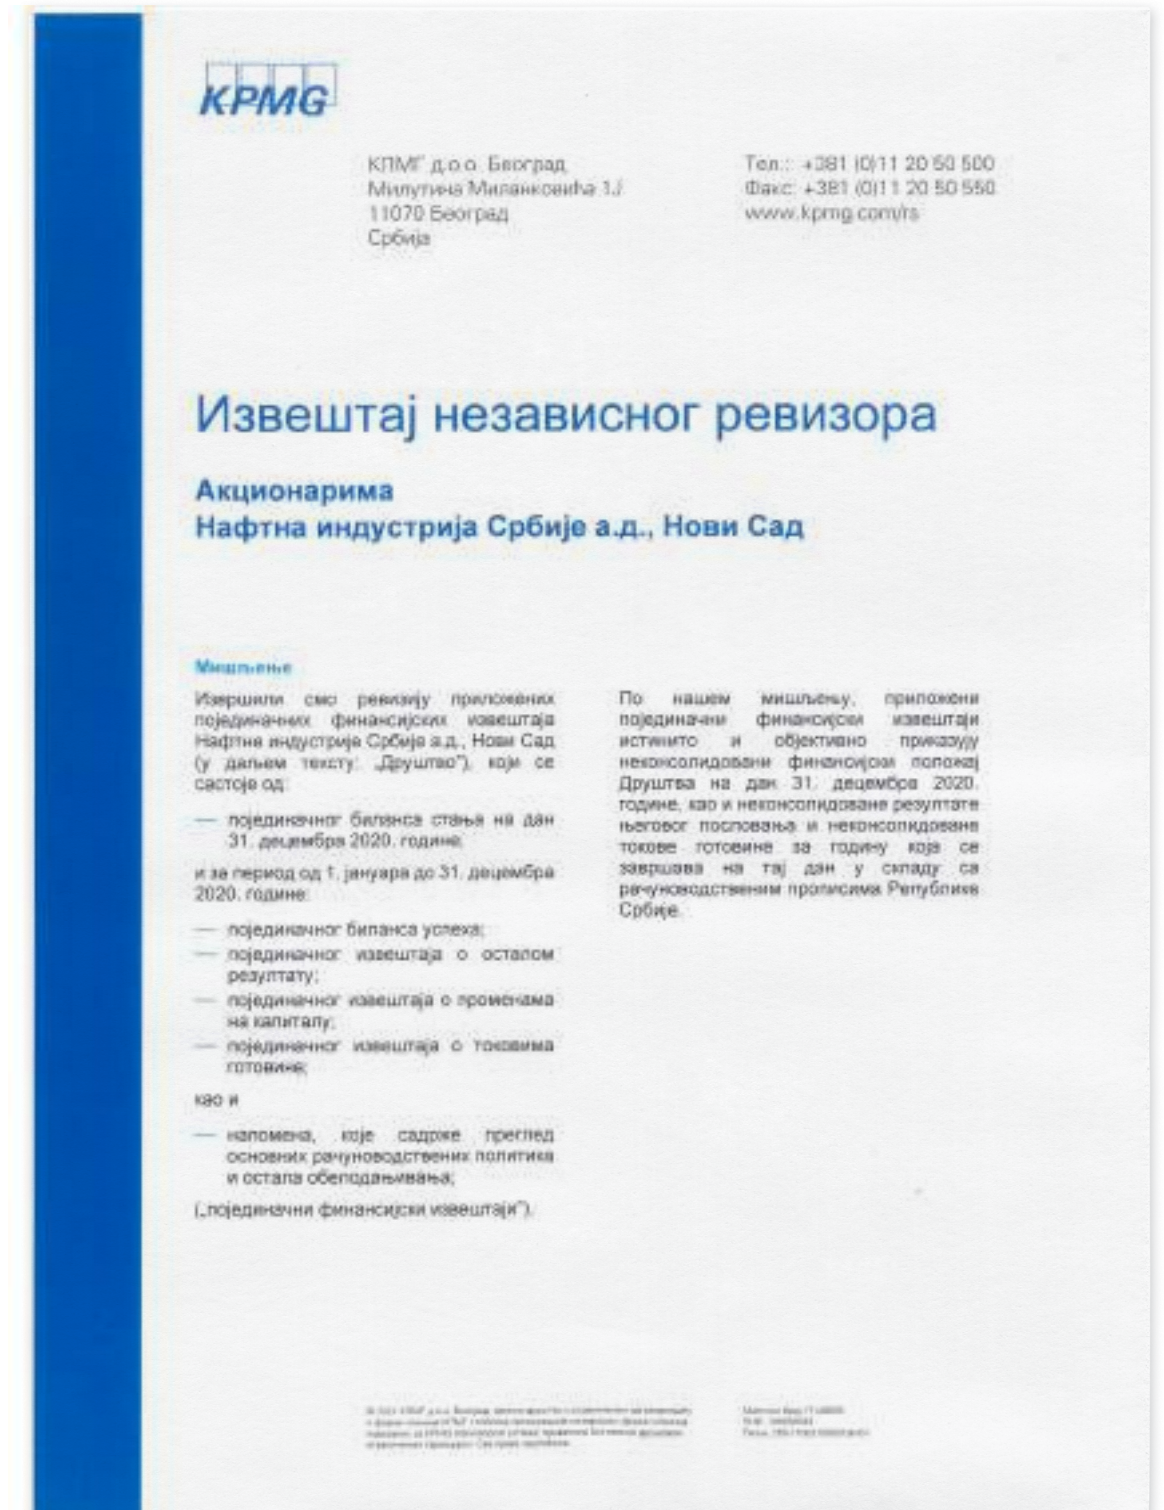 KPMG
КПМГ д.о.о. Београд
Милутина Миланковића 1Ј
11070 Београд
Србија
Тел.: +381 (0)11 20 50 500
Факс: +381 (0)11 20 50 550
www.kpmg.com/rs
Извештај независног ревизора
Акционарима
Нафтна индустрија Србије а.д., Нови Сад
Мишљење
Извршили смо ревизију приложених
појединачних финансијских извештаја
Нафтне индустрије Србије а.д., Нови Сад
(у даљем тексту: „Друштво"), који се
састоје од:
— појединачног биланса стања на дан
31. децембра 2020. године;
и за период од 1. јануара до 31. децембра
2020. године:
— појединачног биланса успеха;
— појединачног извештаја о осталом
резултату;
— појединачног извештаја о променама
на капиталу;
— појединачног извештаја о токовима
готовине;
као и
— напомена, које садрже преглед
основних рачуноводствених политика
и остала обелодањивања;
(„појединачни финансијски извештаји").
По нашем мишљењу, приложени
појединачни финансијски извештаји
истинито и објективно приказују
неконсолидовани финансијски положај
Друштва на дан 31. децембра 2020.
године, као и неконсолидоване резултате
његовог пословања и неконсолидоване
токове готовине за годину која се
завршава на тај дан у складу са
рачуноводственим прописима Републике
Србије.